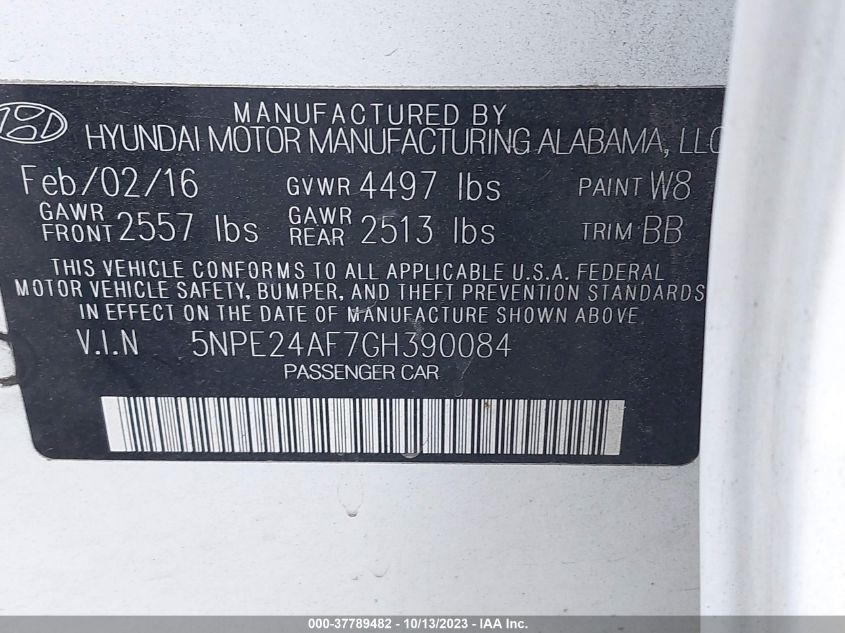 MANUFACTURED BY
HYUNDAI MOTOR MANUFACTURING ALABAMA, LLC
Feb/02/16 GVWR 4497 lbs PAINT W8
GAWR FRONT 2557 lbs GAWR REAR 2513 lbs TRIM BB
THIS VEHICLE CONFORMS TO ALL APPLICABLE U.S.A. FEDERAL
MOTOR VEHICLE SAFETY, BUMPER, AND THEFT PREVENTION STANDARDS
IN EFFECT ON THE DATE OF MANUFACTURE SHOWN ABOVE.
V.I.N 5NPE24AF7GH390084
PASSENGER CAR
000-37789482 - 10/13/2023 - IAA Inc.